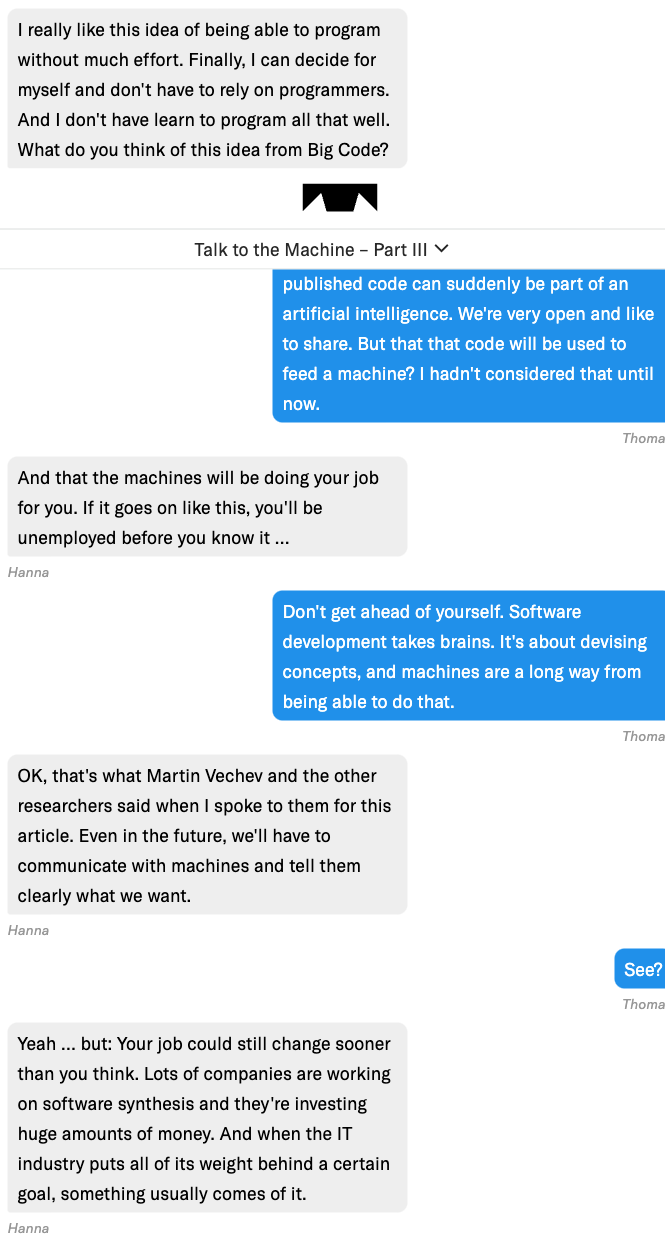 I really like this idea of being able to program
without much effort. Finally, I can decide for
myself and don't have to rely on programmers.
And I don't have learn to program all that well.
What do you think of this idea from Big Code?
Talk to the Machine – Part III
published code can suddenly be part of an
artificial intelligence. We're very open and like
to share. But that that code will be used to
feed a machine? I hadn't considered that until
now.
Thoma
And that the machines will be doing your job
for you. If it goes on like this, you'll be
unemployed before you know it ...
Hanna
Don't get ahead of yourself. Software
development takes brains. It's about devising
concepts, and machines are a long way from
being able to do that.
Thoma
OK, that's what Martin Vechev and the other
researchers said when I spoke to them for this
article. Even in the future, we'll have to
communicate with machines and tell them
clearly what we want.
Hanna
See?
Thoma
Yeah ... but: Your job could still change sooner
than you think. Lots of companies are working
on software synthesis and they're investing
huge amounts of money. And when the IT
industry puts all of its weight behind a certain
goal, something usually comes of it.
Hanna